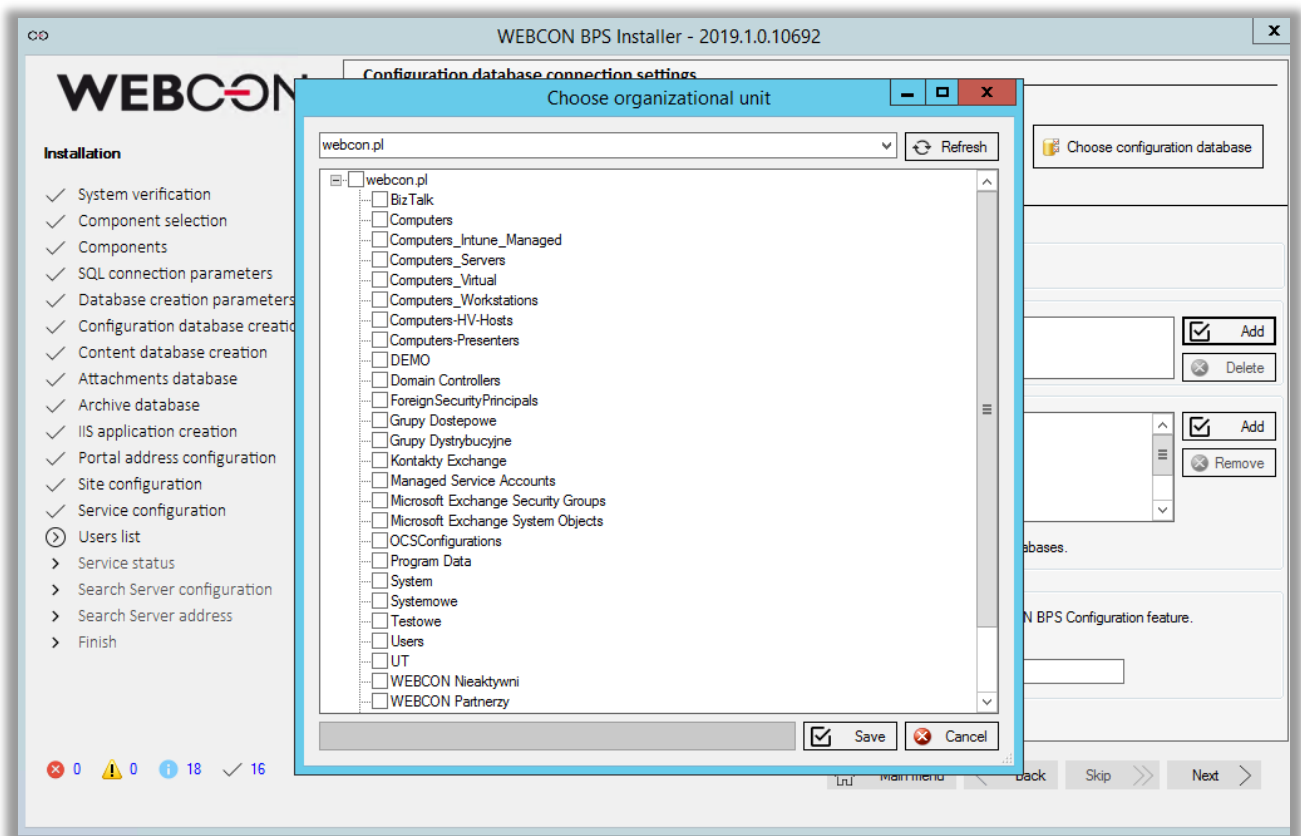 WEBCON BPS Installer - 2019.1.0.10692
x
WEBCON
Configuration database connection settings
Choose organizational unit
x
webcon.pl
Refresh
Choose configuration database
Installation
System verification
Component selection
Components
SQL connection parameters
Database creation parameters
Configuration database creatio
Content database creation
Attachments database
Archive database
IIS application creation
Portal address configuration
Site configuration
Service configuration
Users list
Service status
Search Server configuration
Search Server address
Finish
webcon.pl
BizTalk
Computers
Computers_Intune_Managed
Computers_Servers
Computers_Virtual
Computers_Workstations
Computers-HV-Hosts
Computers-Presenters
DEMO
Domain Controllers
ForeignSecurityPrincipals
Grupy Dostepowe
Grupy Dystrybucyjne
Kontakty Exchange
Managed Service Accounts
Microsoft Exchange Security Groups
Microsoft Exchange System Objects
OCSConfigurations
Program Data
System
Systemowe
Testowe
Users
UT
WEBCON Nieaktywni
WEBCON Partnerzy
Add
Delete
Add
Remove
abases.
N BPS Configuration feature.
Save
Cancel
0 0 18 16
Main menu
Back
Skip
Next